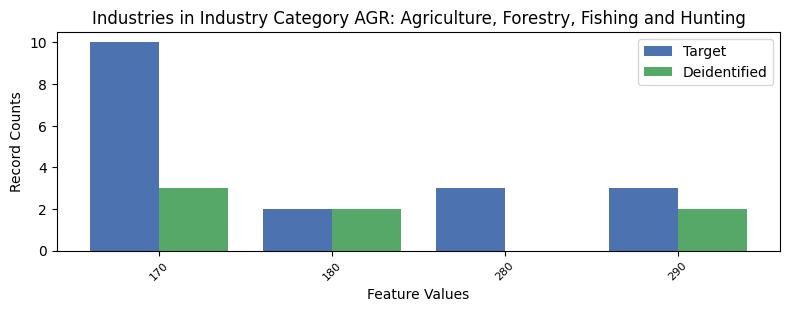 Industries in Industry Category AGR: Agriculture, Forestry, Fishing and Hunting
10
8
6
4
2
0
Record Counts
Target
Deidentified
170
180
280
290
Feature Values